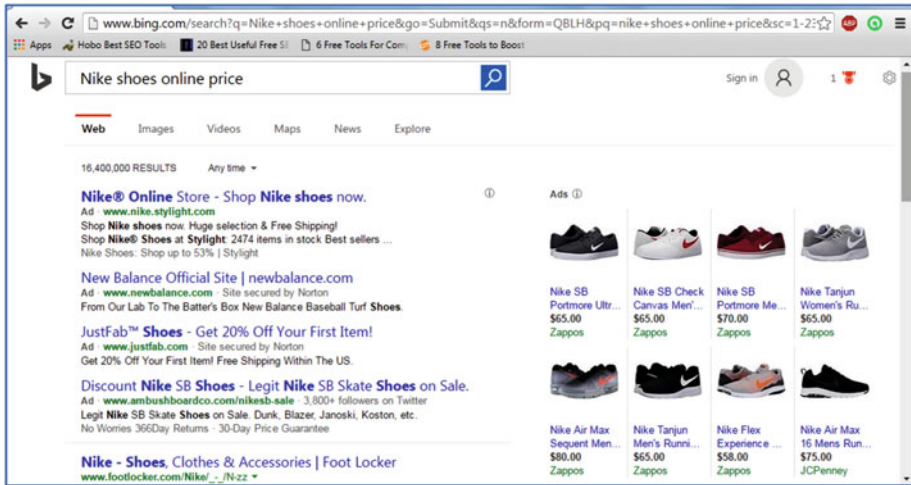 www.bing.com/search?q=Nike+shoes+online+price&go=Submit&qs=n&form=QBLH&pq=nike+shoes+online+price&sc=1-23
ABP
Apps Hobo Best SEO Tools 20 Best Useful Free SE 6 Free Tools For Com 8 Free Tools to Boost
Nike shoes online price
Sign in 1
Web Images Videos Maps News Explore
16,400,000 RESULTS Any time
Nike® Online Store - Shop Nike shoes now.
Ad · www.nike.stylight.com
Shop Nike shoes now. Huge selection & Free Shipping!
Shop Nike® Shoes at Stylight: 2474 items in stock Best sellers ...
Nike Shoes: Shop up to 53% | Stylight
New Balance Official Site | newbalance.com
Ad · www.newbalance.com · Site secured by Norton
From Our Lab To The Batter's Box New Balance Baseball Turf Shoes.
JustFab™ Shoes - Get 20% Off Your First Item!
Ad · www.justfab.com · Site secured by Norton
Get 20% Off Your First Item! Free Shipping Within The US.
Discount Nike SB Shoes - Legit Nike SB Skate Shoes on Sale.
Ad · www.ambushboardco.com/nikesb-sale · 3,800+ followers on Twitter
Legit Nike SB Skate Shoes on Sale. Dunk, Blazer, Janoski, Koston, etc.
No Worries 366Day Returns · 30-Day Price Guarantee
Nike - Shoes, Clothes & Accessories | Foot Locker
www.footlocker.com/Nike/_-_/N-zz
Ads
Nike SB Nike SB Check Nike SB Nike Tanjun
Portmore Ultr... Canvas Men'... Portmore Me... Women's Ru...
$65.00 $65.00 $70.00 $65.00
Zappos Zappos Zappos Zappos
Nike Air Max Nike Tanjun Nike Flex Nike Air Max
Sequent Men... Men's Runni... Experience ... 16 Mens Run...
$80.00 $65.00 $58.00 $75.00
Zappos Zappos Zappos JCPenney